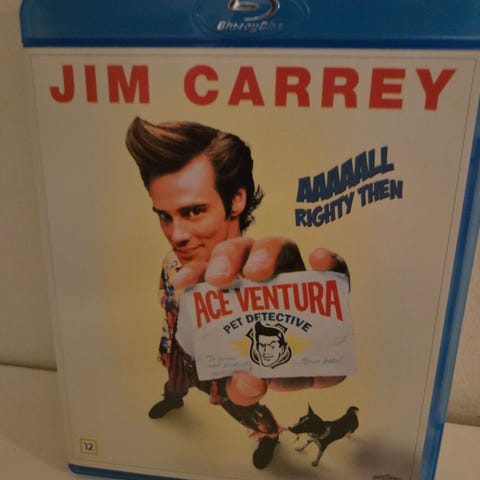 Blu-ray Disc
JIM CARREY
AAAAALL
RIGHTY THEN
ACE VENTURA
PET DETECTIVE
12